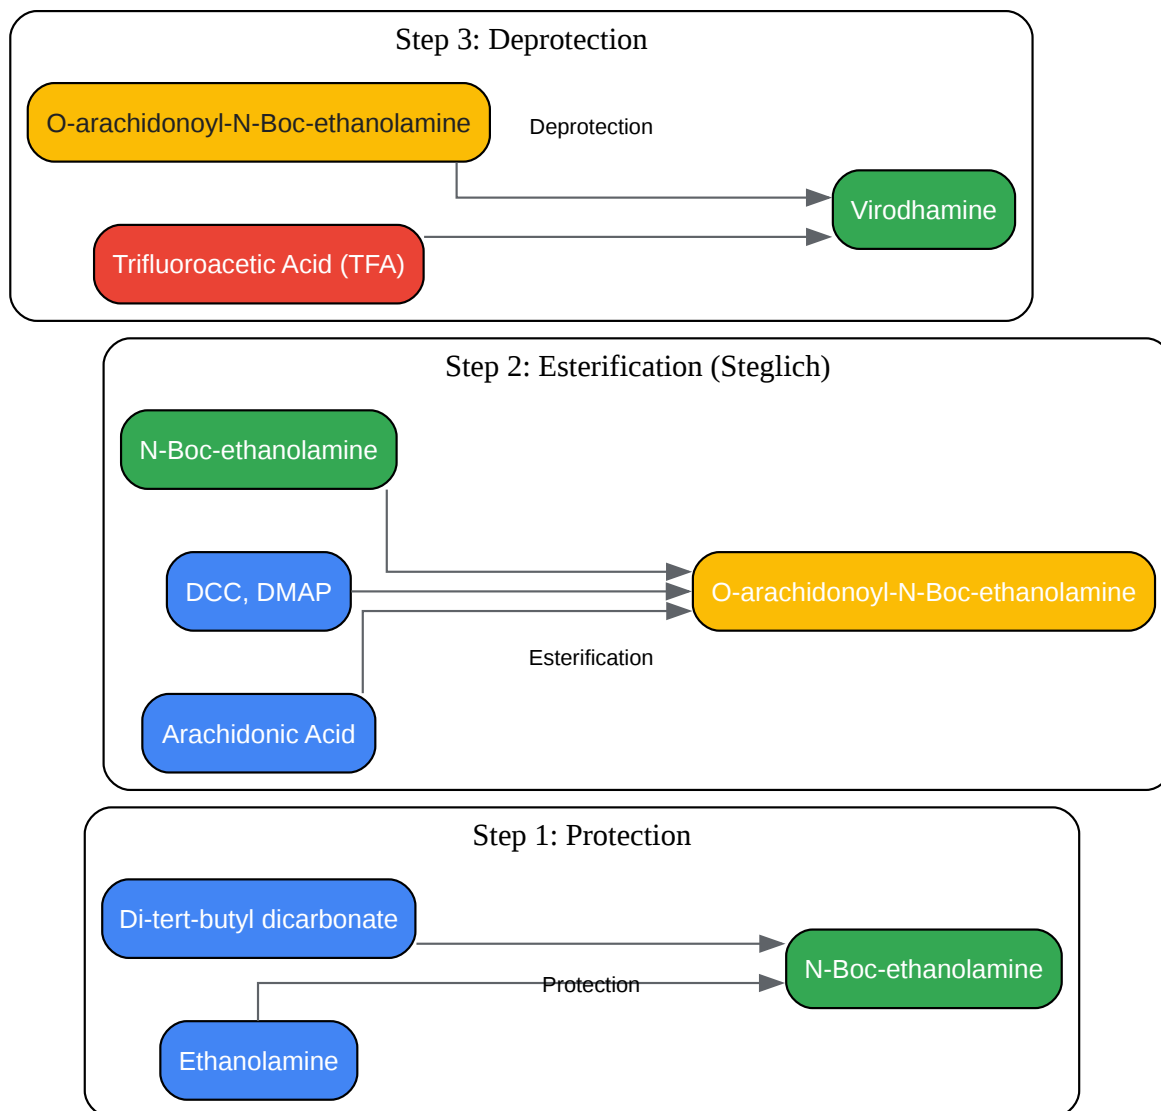 Step 3: Deprotection
O-arachidonoyl-N-Boc-ethanolamine
Deprotection
Virodhamine
Trifluoroacetic Acid (TFA)
Step 2: Esterification (Steglich)
N-Boc-ethanolamine
DCC, DMAP
O-arachidonoyl-N-Boc-ethanolamine
Esterification
Arachidonic Acid
Step 1: Protection
Di-tert-butyl dicarbonate
N-Boc-ethanolamine
Protection
Ethanolamine